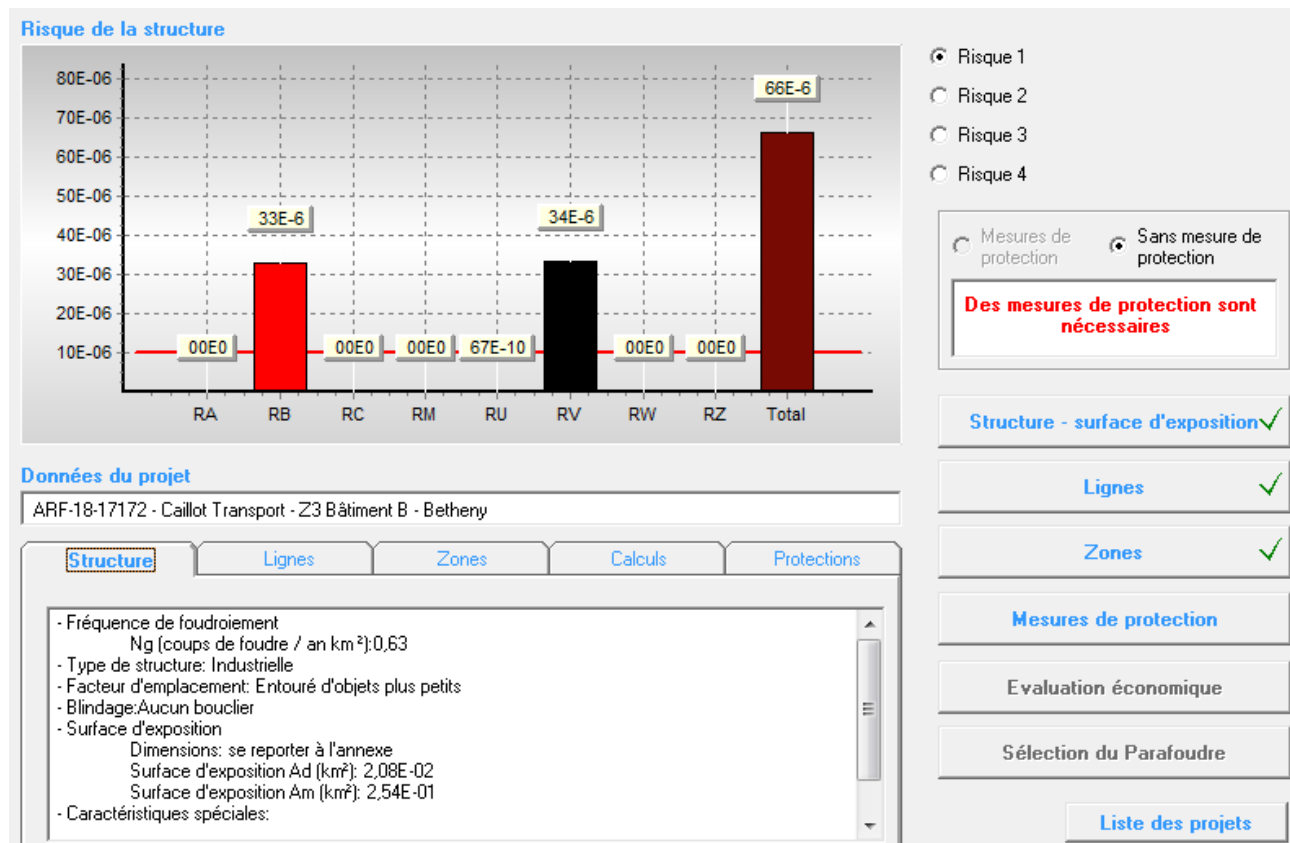 Risque de la structure
80E-06
70E-06
60E-06
50E-06
40E-06
30E-06
20E-06
10E-06
00E0
33E-6
00E0
00E0
67E-10
34E-6
00E0
00E0
66E-6
RA RB RC RM RU RV RW RZ Total
Risque 1
Risque 2
Risque 3
Risque 4
Mesures de protection
Sans mesure de protection
Des mesures de protection sont
nécessaires
Structure - surface d'exposition
Lignes
Zones
Mesures de protection
Evaluation économique
Sélection du Parafoudre
Liste des projets
Données du projet
ARF-18-17172 - Caillot Transport - Z3 Bâtiment B - Betheny
Structure Lignes Zones Calculs Protections
- Fréquence de foudroiement
Ng (coups de foudre / an km²):0,63
- Type de structure: Industrielle
- Facteur d'emplacement: Entouré d'objets plus petits
- Blindage:Aucun bouclier
- Surface d'exposition
Dimensions: se reporter à l'annexe
Surface d'exposition Ad (km²): 2,08E-02
Surface d'exposition Am (km²): 2,54E-01
- Caractéristiques spéciales: